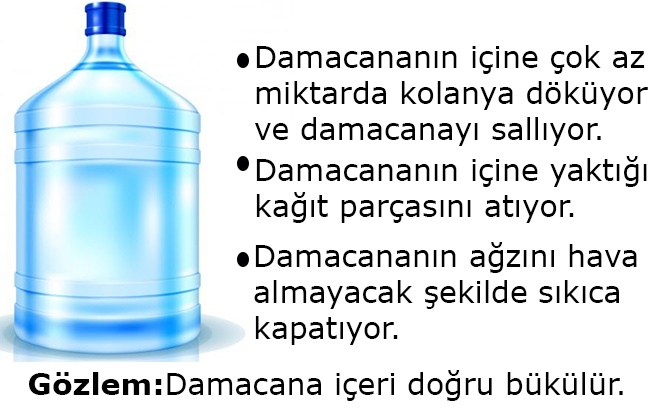 • Damacananın içine çok az
miktarda kolanya döküyor
ve damacanayı sallıyor.
• Damacananın içine yaktığı
kağıt parçasını atıyor.
• Damacananın ağzını hava
almayacak şekilde sıkıca
kapatıyor.
Gözlem:Damacana içeri doğru bükülür.